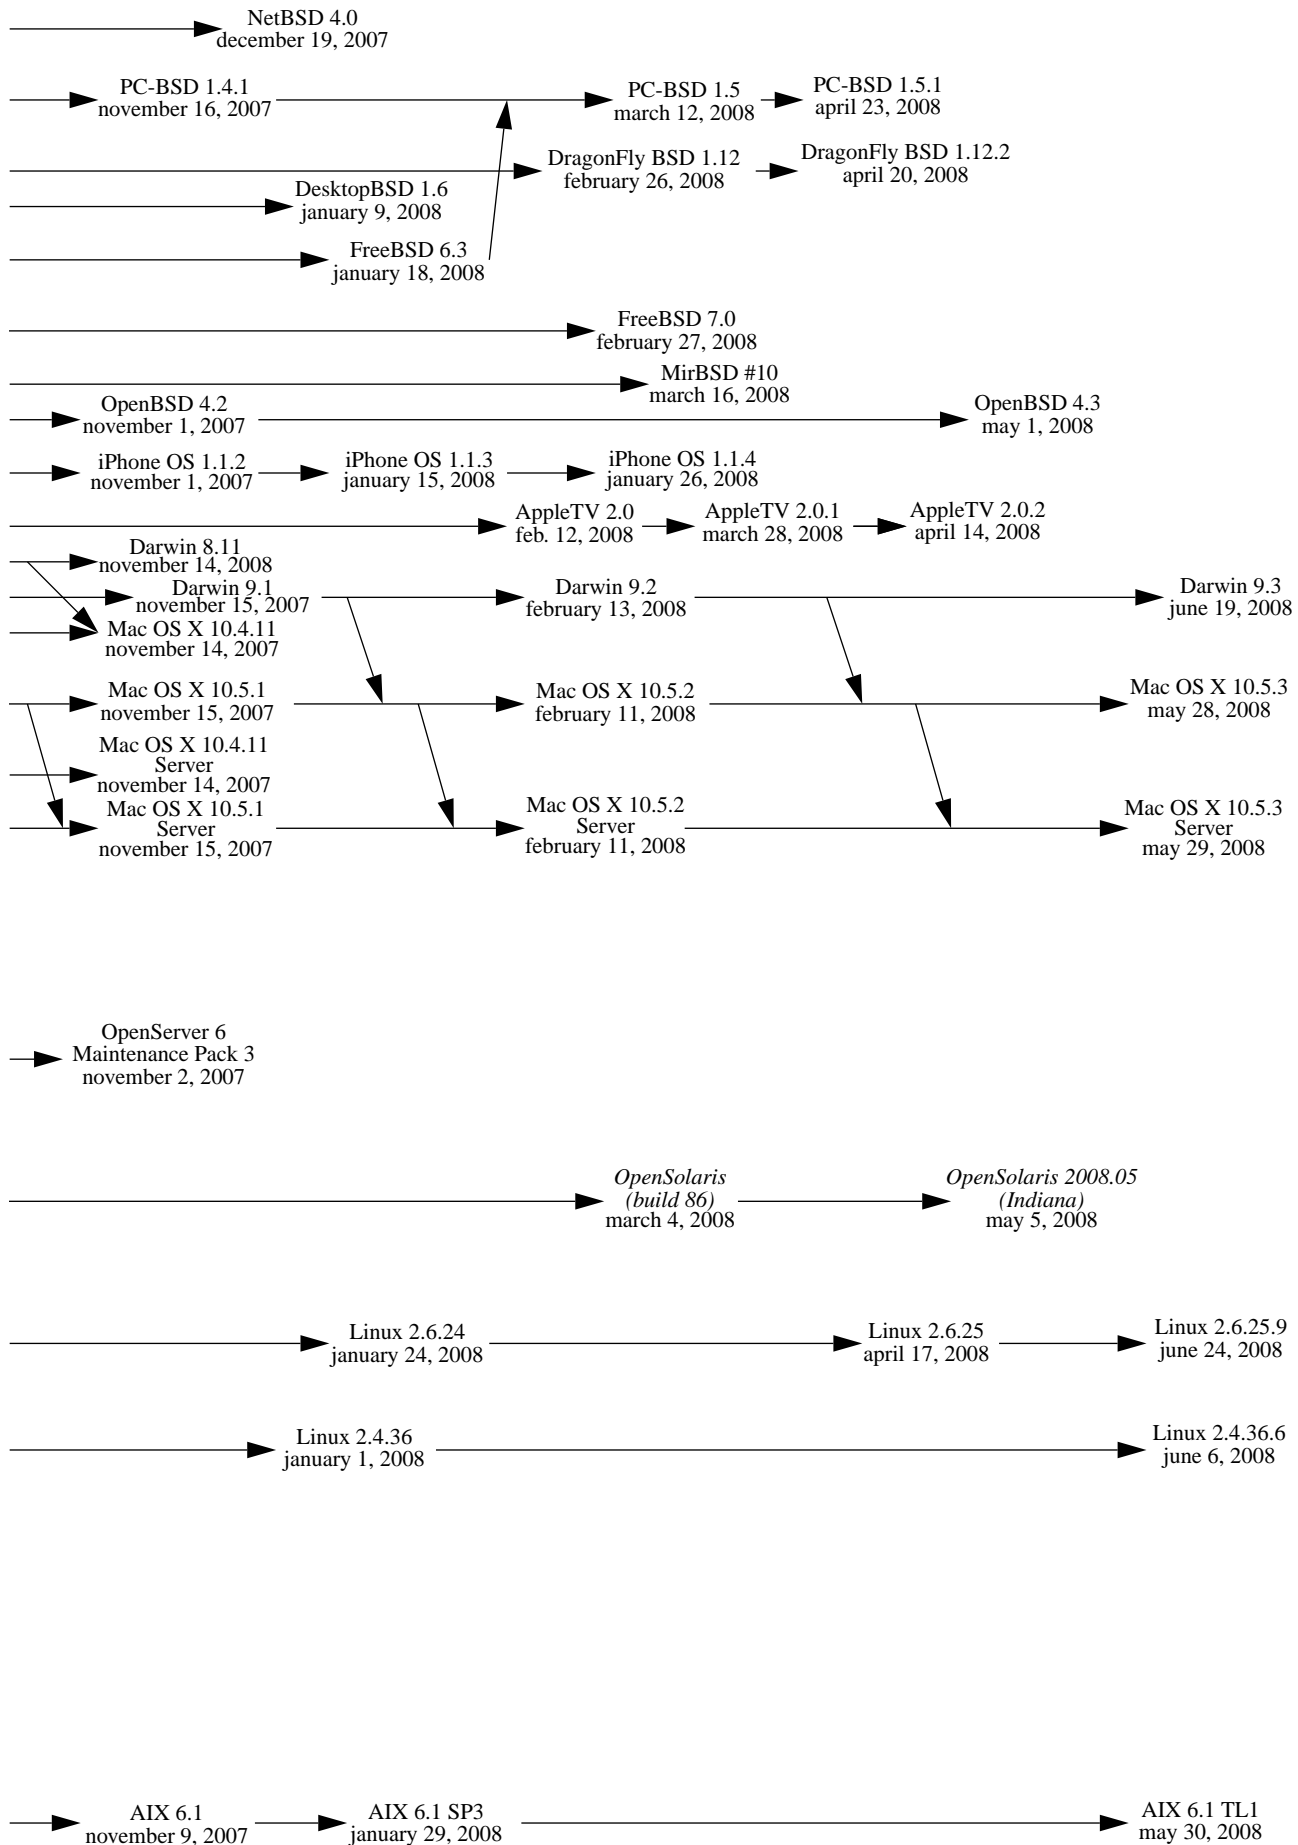 NetBSD 4.0
december 19, 2007
PC-BSD 1.4.1
november 16, 2007
PC-BSD 1.5
march 12, 2008
PC-BSD 1.5.1
april 23, 2008
DragonFly BSD 1.12
february 26, 2008
DragonFly BSD 1.12.2
april 20, 2008
DesktopBSD 1.6
january 9, 2008
FreeBSD 6.3
january 18, 2008
FreeBSD 7.0
february 27, 2008
MirBSD #10
march 16, 2008
OpenBSD 4.2
november 1, 2007
OpenBSD 4.3
may 1, 2008
iPhone OS 1.1.2
november 1, 2007
iPhone OS 1.1.3
january 15, 2008
iPhone OS 1.1.4
january 26, 2008
AppleTV 2.0
feb. 12, 2008
AppleTV 2.0.1
march 28, 2008
AppleTV 2.0.2
april 14, 2008
Darwin 8.11
november 14, 2008
Darwin 9.1
november 15, 2007
Darwin 9.2
february 13, 2008
Darwin 9.3
june 19, 2008
Mac OS X 10.4.11
november 14, 2007
Mac OS X 10.5.1
november 15, 2007
Mac OS X 10.5.2
february 11, 2008
Mac OS X 10.5.3
may 28, 2008
Mac OS X 10.4.11
Server
november 14, 2007
Mac OS X 10.5.1
Server
november 15, 2007
Mac OS X 10.5.2
Server
february 11, 2008
Mac OS X 10.5.3
Server
may 29, 2008
OpenServer 6
Maintenance Pack 3
november 2, 2007
OpenSolaris
(build 86)
march 4, 2008
OpenSolaris 2008.05
(Indiana)
may 5, 2008
Linux 2.6.24
january 24, 2008
Linux 2.6.25
april 17, 2008
Linux 2.6.25.9
june 24, 2008
Linux 2.4.36
january 1, 2008
Linux 2.4.36.6
june 6, 2008
AIX 6.1
november 9, 2007
AIX 6.1 SP3
january 29, 2008
AIX 6.1 TL1
may 30, 2008